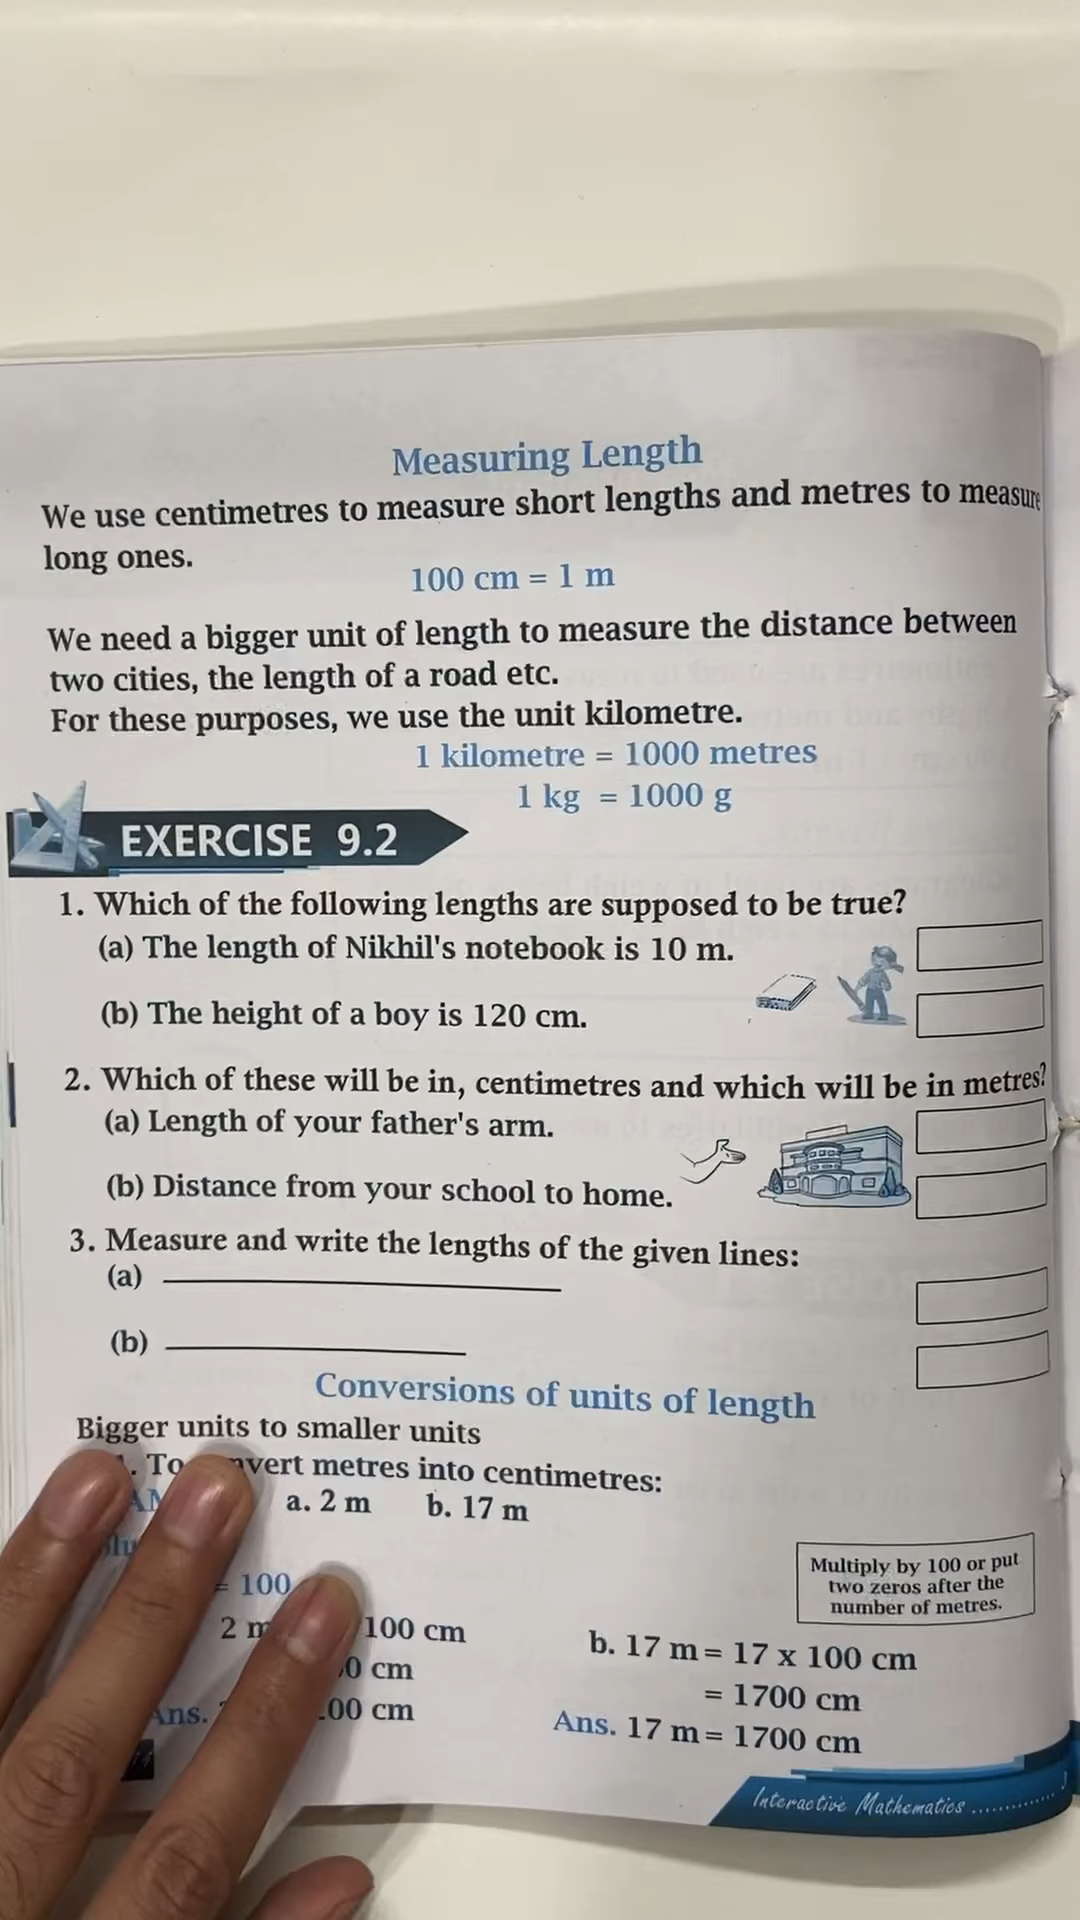 Measuring Length
We use centimetres to measure short lengths and metres to measure
long ones.
100 cm = 1 m
We need a bigger unit of length to measure the distance between
two cities, the length of a road etc.
For these purposes, we use the unit kilometre.
1 kilometre = 1000 metres
1 kg = 1000 g
EXERCISE 9.2
1. Which of the following lengths are supposed to be true?
(a) The length of Nikhil's notebook is 10 m.
(b) The height of a boy is 120 cm.
2. Which of these will be in, centimetres and which will be in metres?
(a) Length of your father's arm.
(b) Distance from your school to home.
3. Measure and write the lengths of the given lines:
(a)
(b)
Conversions of units of length
Bigger units to smaller units
. To vert metres into centimetres:
a. 2 m b. 17 m
Multiply by 100 or put
two zeros after the
number of metres.
= 100
2 m 100 cm
0 cm
Ans. 00 cm
b. 17 m = 17 x 100 cm
= 1700 cm
Ans. 17 m = 1700 cm
Interactive Mathematics ............